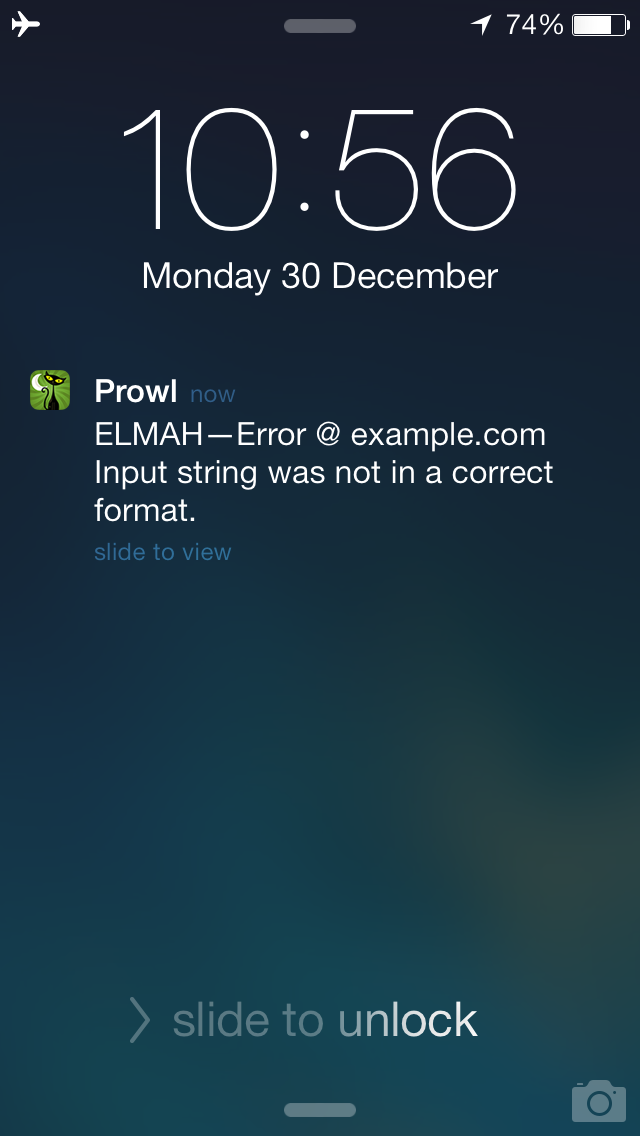 74%
10:56
Monday 30 December
Prowl now
ELMAH—Error @ example.com
Input string was not in a correct
format.
slide to view
slide to unlock